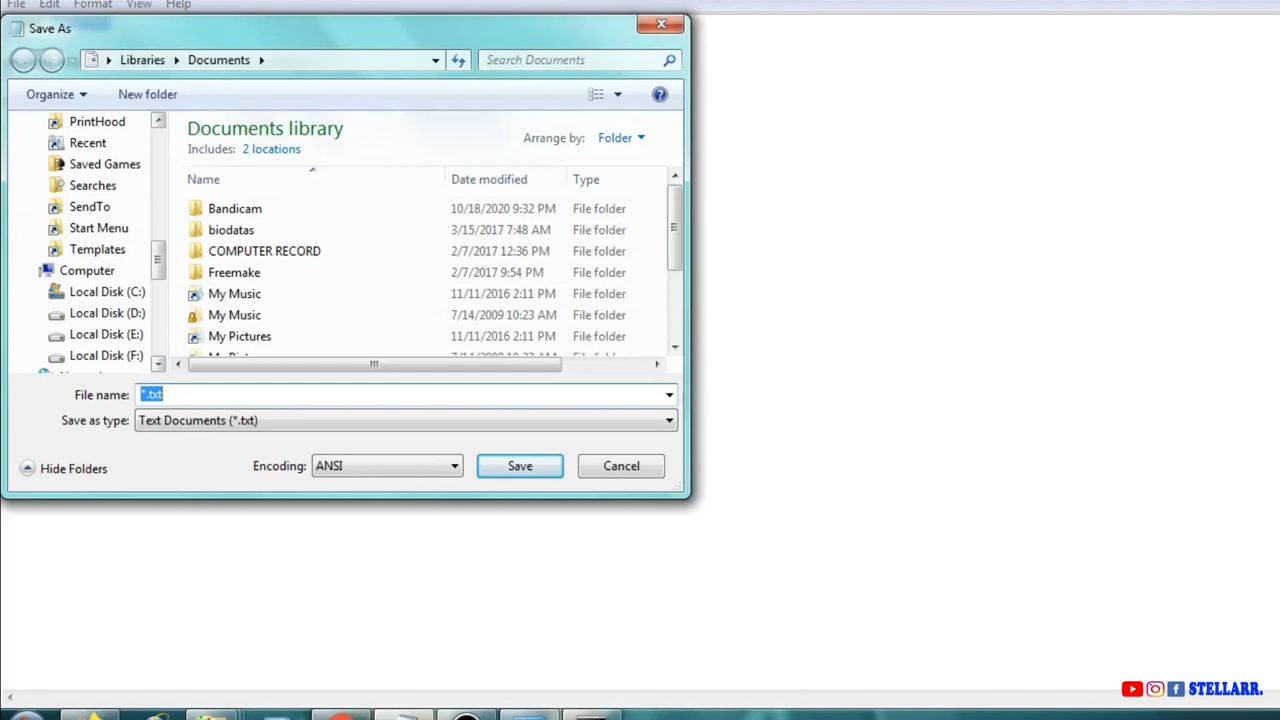 File Edit Format View Help
Save As
Libraries Documents Search Documents
Organize New folder
PrintHood
Recent
Saved Games
Searches
SendTo
Start Menu
Templates
Computer
Local Disk (C:)
Local Disk (D:)
Local Disk (E:)
Local Disk (F:)
Documents library
Includes: 2 locations
Arrange by: Folder
Name Date modified Type
Bandicam 10/18/2020 9:32 PM File folder
biodatas 3/15/2017 7:48 AM File folder
COMPUTER RECORD 2/7/2017 12:36 PM File folder
Freemake 2/7/2017 9:54 PM File folder
My Music 11/11/2016 2:11 PM File folder
My Music 7/14/2009 10:23 AM File folder
My Pictures 11/11/2016 2:11 PM File folder
File name: *.txt
Save as type: Text Documents (*.txt)
Hide Folders Encoding: ANSI Save Cancel
STELLARR.